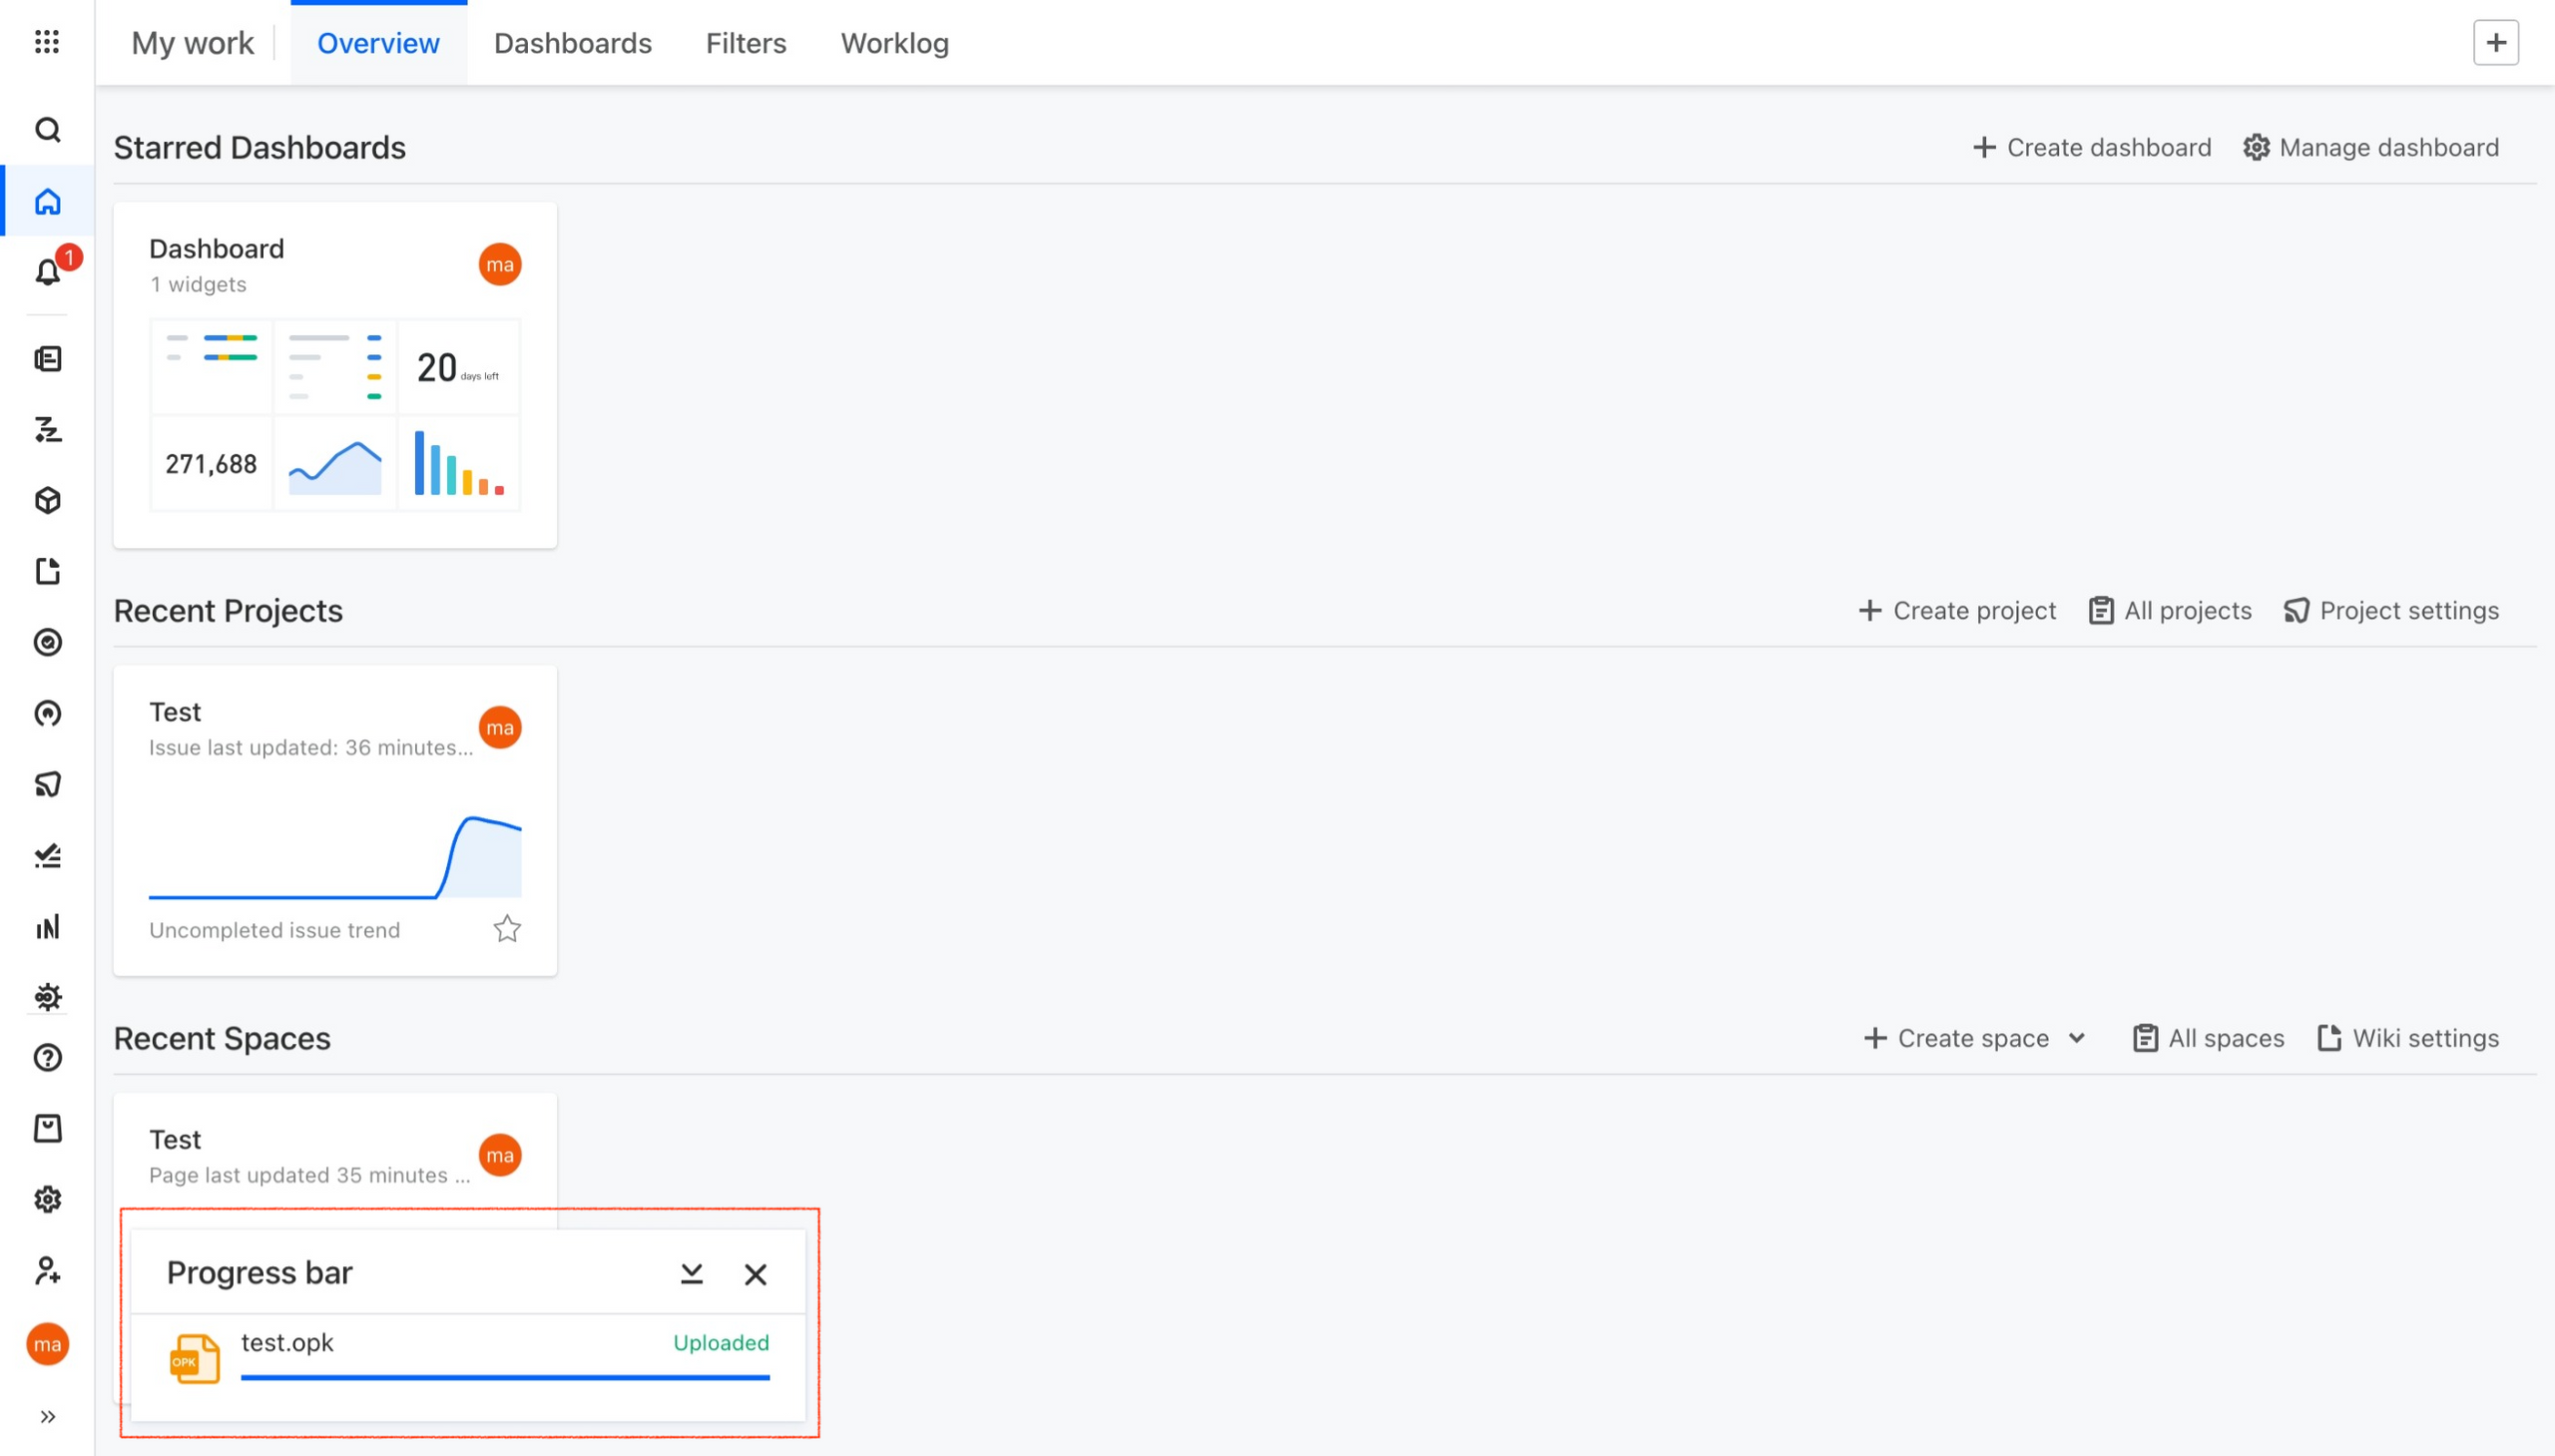 My work
Overview
Dashboards
Filters
Worklog
Starred Dashboards
Create dashboard
Manage dashboard
1
Dashboard
1 widgets
ma
20 days left
271,688
Recent Projects
Create project
All projects
Project settings
Test
Issue last updated: 36 minutes...
ma
Uncompleted issue trend
Recent Spaces
Create space
All spaces
Wiki settings
Test
Page last updated 35 minutes ...
ma
Progress bar
OPK
test.opk
Uploaded
ma